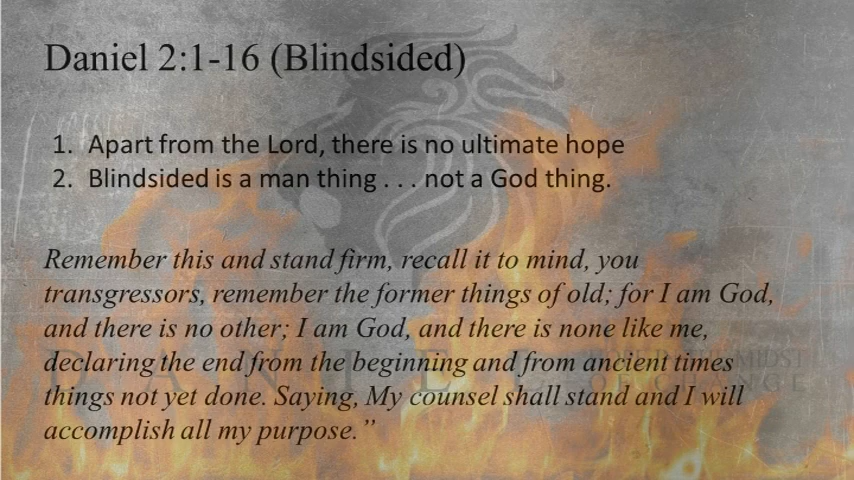 Daniel 2:1-16 (Blindsided)
1. Apart from the Lord, there is no ultimate hope
2. Blindsided is a man thing . . . not a God thing.
Remember this and stand firm, recall it to mind, you
transgressors, remember the former things of old; for I am God,
and there is no other; I am God, and there is none like me,
declaring the end from the beginning and from ancient times
things not yet done. Saying, My counsel shall stand and I will
accomplish all my purpose.”